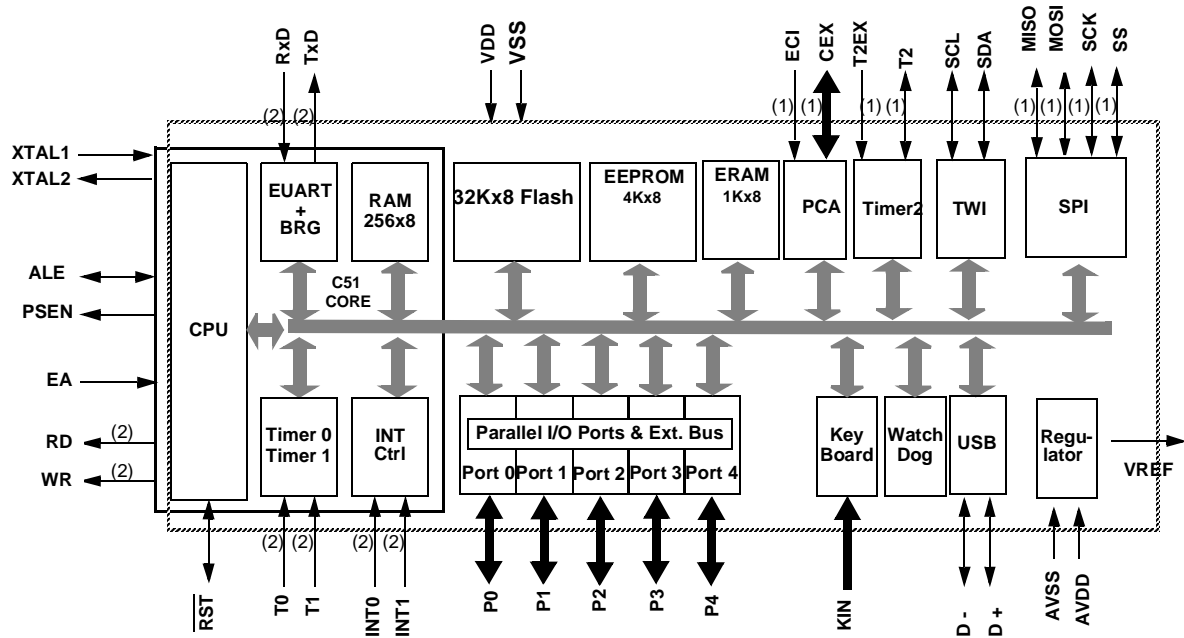 RxD
TxD
VDD
VSS
ECI
CEX
T2EX
T2
SCL
SDA
MISO
MOSI
SCK
SS
(2) (2)
(1) (1) (1) (1)
(1) (1) (1) (1)
XTAL1
XTAL2
ALE
PSEN
EA
RD (2)
WR (2)
CPU
EUART
+
BRG
RAM
256x8
C51
CORE
32Kx8 Flash
EEPROM
4Kx8
ERAM
1Kx8
PCA
Timer2
TWI
SPI
Timer 0
Timer 1
INT
Ctrl
Parallel I/O Ports & Ext. Bus
Port 0
Port 1
Port 2
Port 3
Port 4
Key
Board
Watch
Dog
USB
Regu-
lator
VREF
(2) (2) (2) (2)
RST
T0
T1
INT0
INT1
P0
P1
P2
P3
P4
KIN
D -
D +
AVSS
AVDD